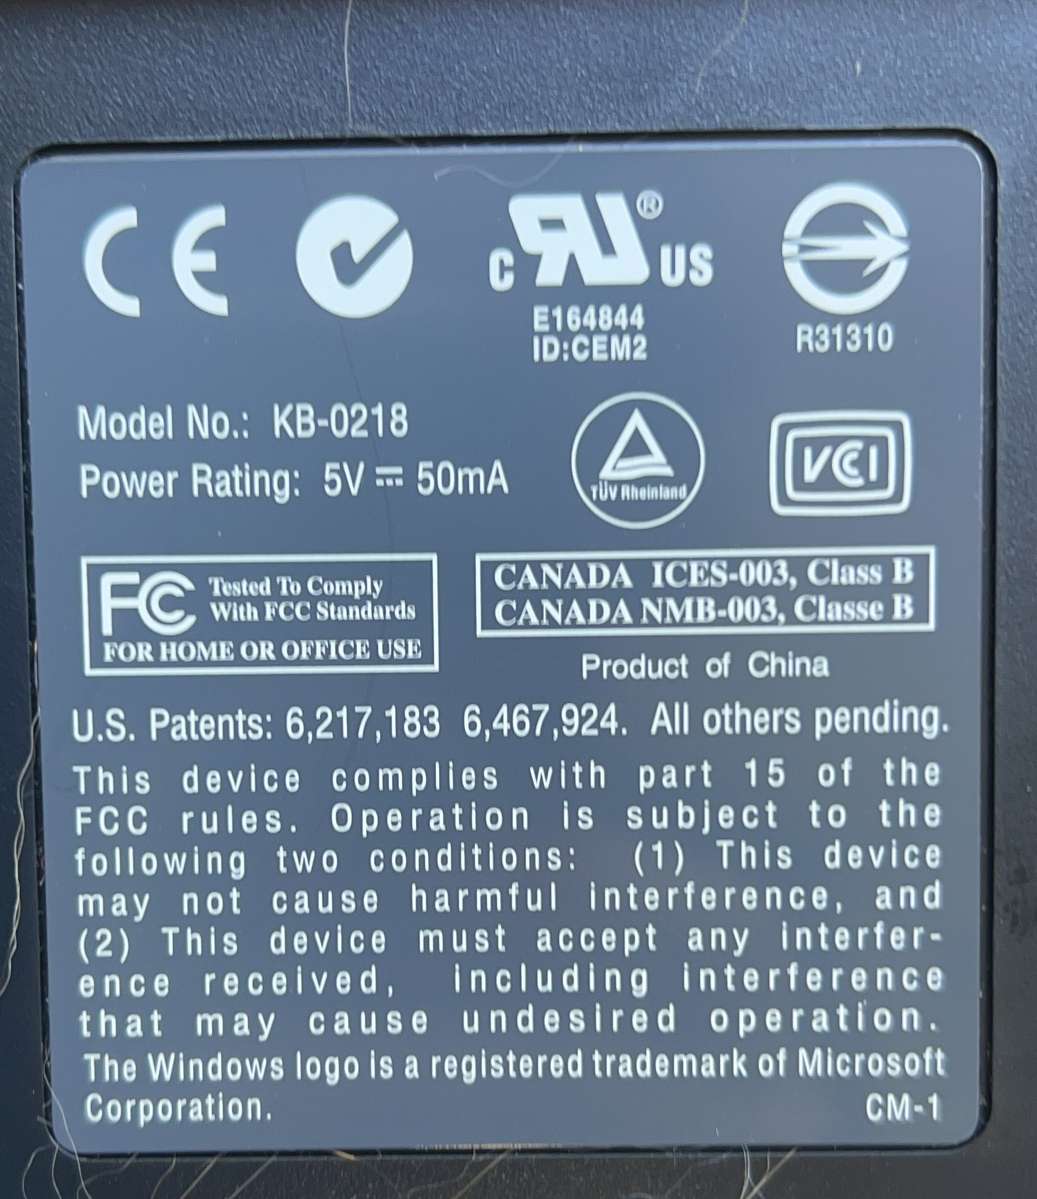 CE C UR® US
E164844
ID:CEM2
R31310
Model No.: KB-0218
Power Rating: 5V ⎓ 50mA
TÜV Rheinland
VCCI
FC Tested To Comply
With FCC Standards
FOR HOME OR OFFICE USE
CANADA ICES-003, Class B
CANADA NMB-003, Classe B
Product of China
U.S. Patents: 6,217,183 6,467,924. All others pending.
This device complies with part 15 of the
FCC rules. Operation is subject to the
following two conditions: (1) This device
may not cause harmful interference, and
(2) This device must accept any interfer-
ence received, including interference
that may cause undesired operation.
The Windows logo is a registered trademark of Microsoft
Corporation. CM-1